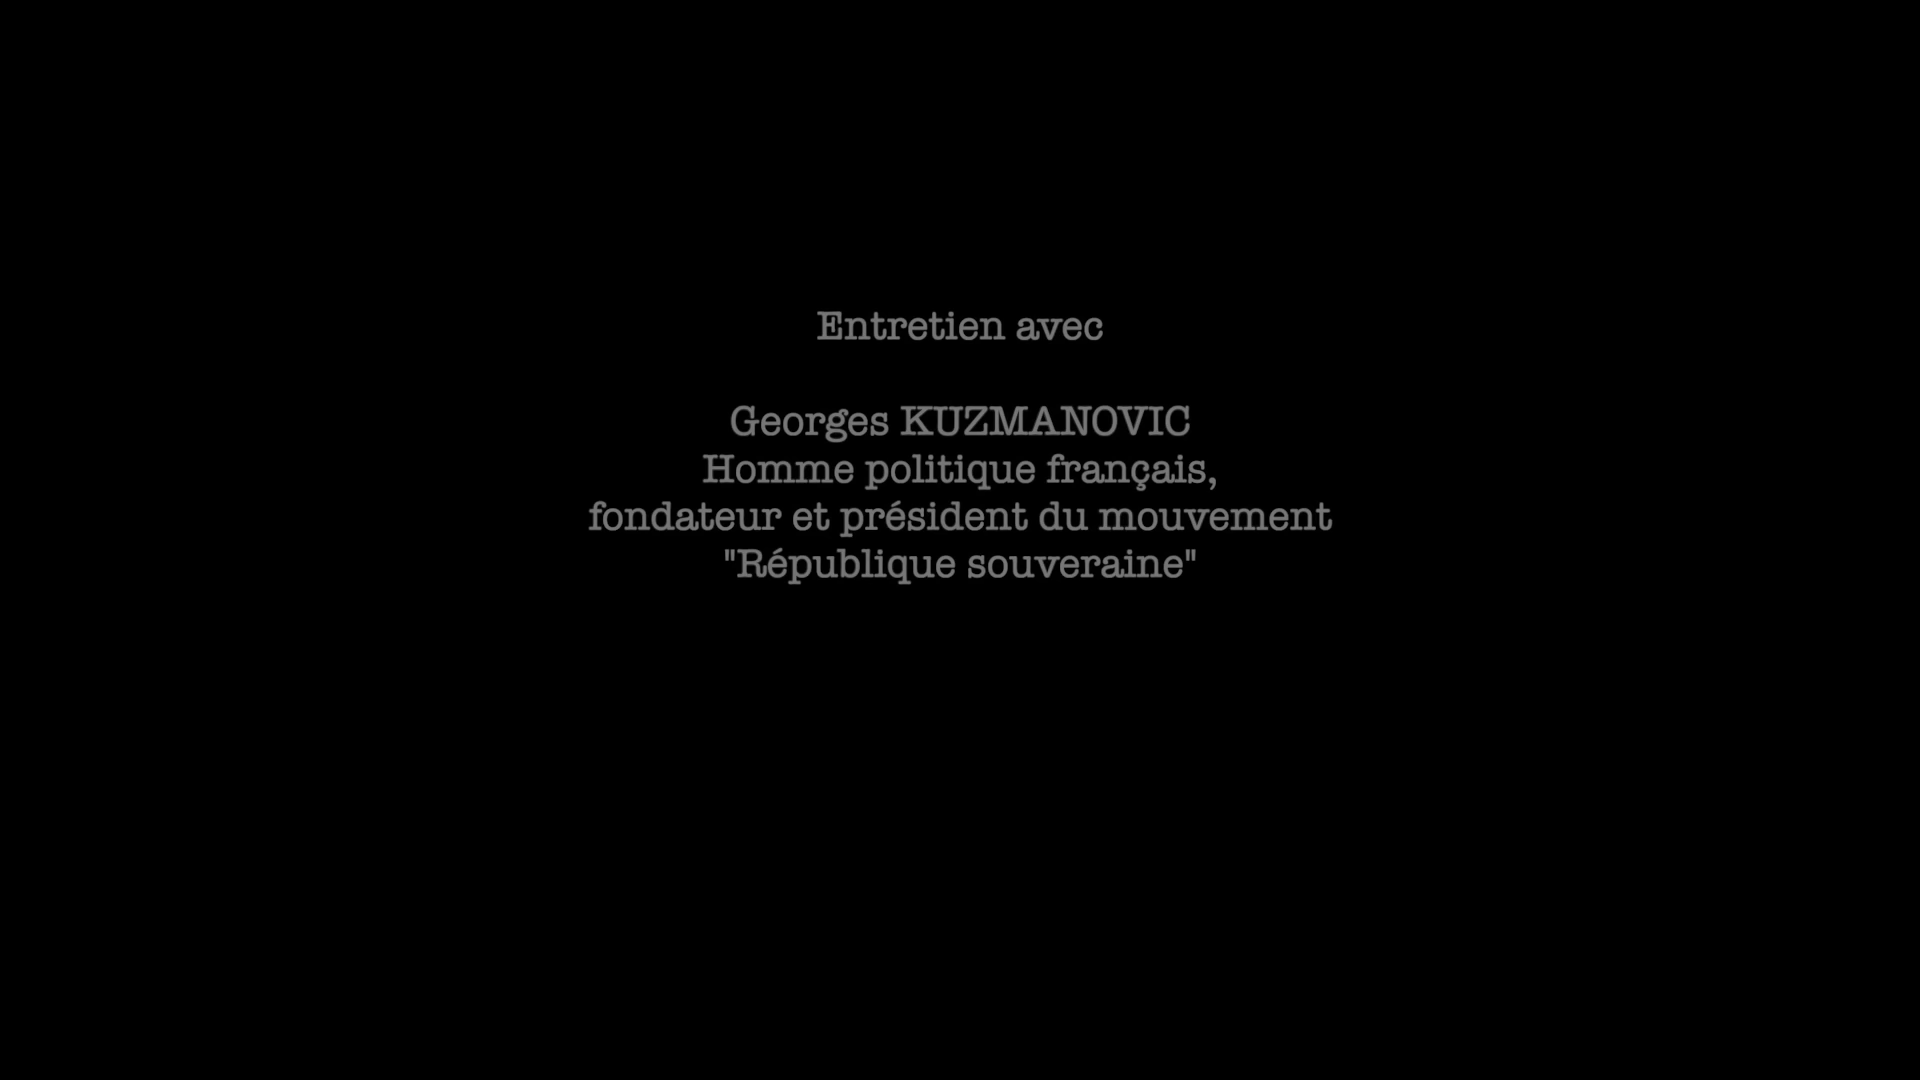 Entretien avec
Georges KUZMANOVIC
Homme politique français,
fondateur et président du mouvement
"République souveraine"